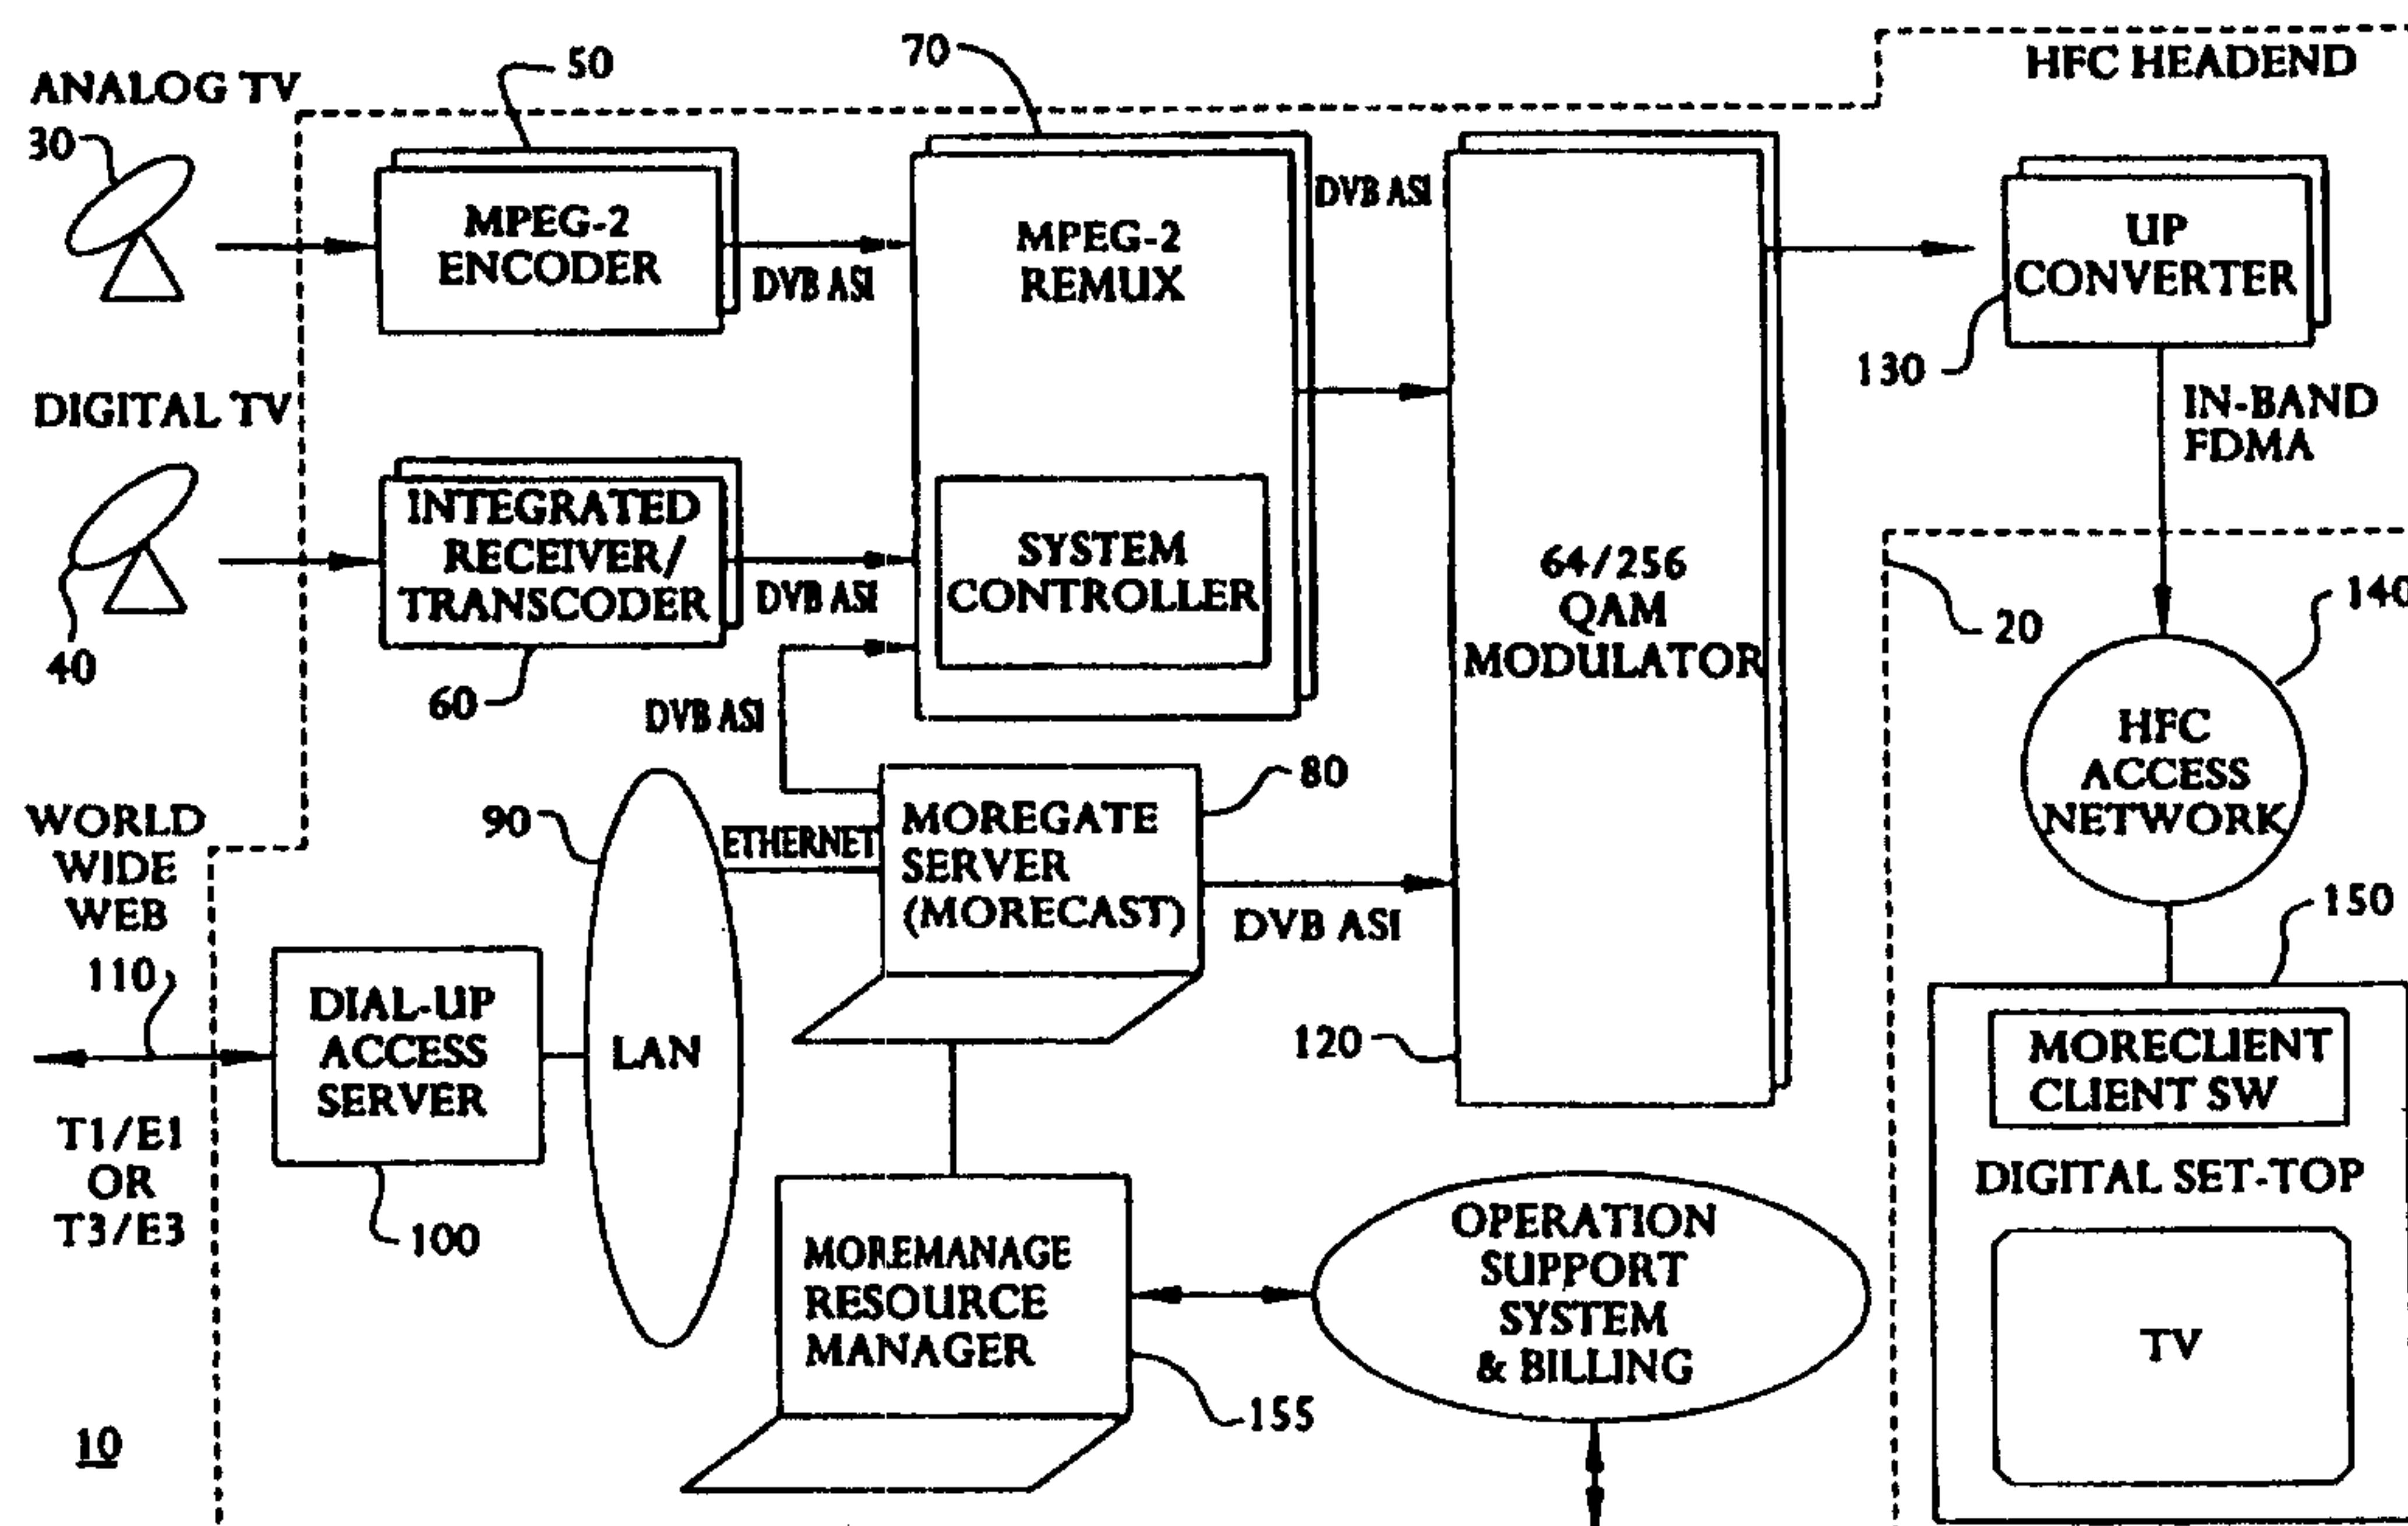 HFC HEADEND
ANALOG TV
30
50
70
MPEG-2
ENCODER
DVB ASI
MPEG-2
REMUX
DVB ASI
UP
CONVERTER
130
IN-BAND
FDMA
DIGITAL TV
40
INTEGRATED
RECEIVER/
TRANSCODER
60
DVB ASI
SYSTEM
CONTROLLER
DVB ASI
64/256
QAM
MODULATOR
120
20
140
HFC
ACCESS
NETWORK
WORLD
WIDE
WEB
110
T1/E1
OR
T3/E3
DIAL-UP
ACCESS
SERVER
100
90
LAN
ETHERNET
MOREGATE
SERVER
(MORECAST)
80
DVB ASI
150
MORECLIENT
CLIENT SW
DIGITAL SET-TOP
TV
MOREMANAGE
RESOURCE
MANAGER
155
OPERATION
SUPPORT
SYSTEM
& BILLING
10